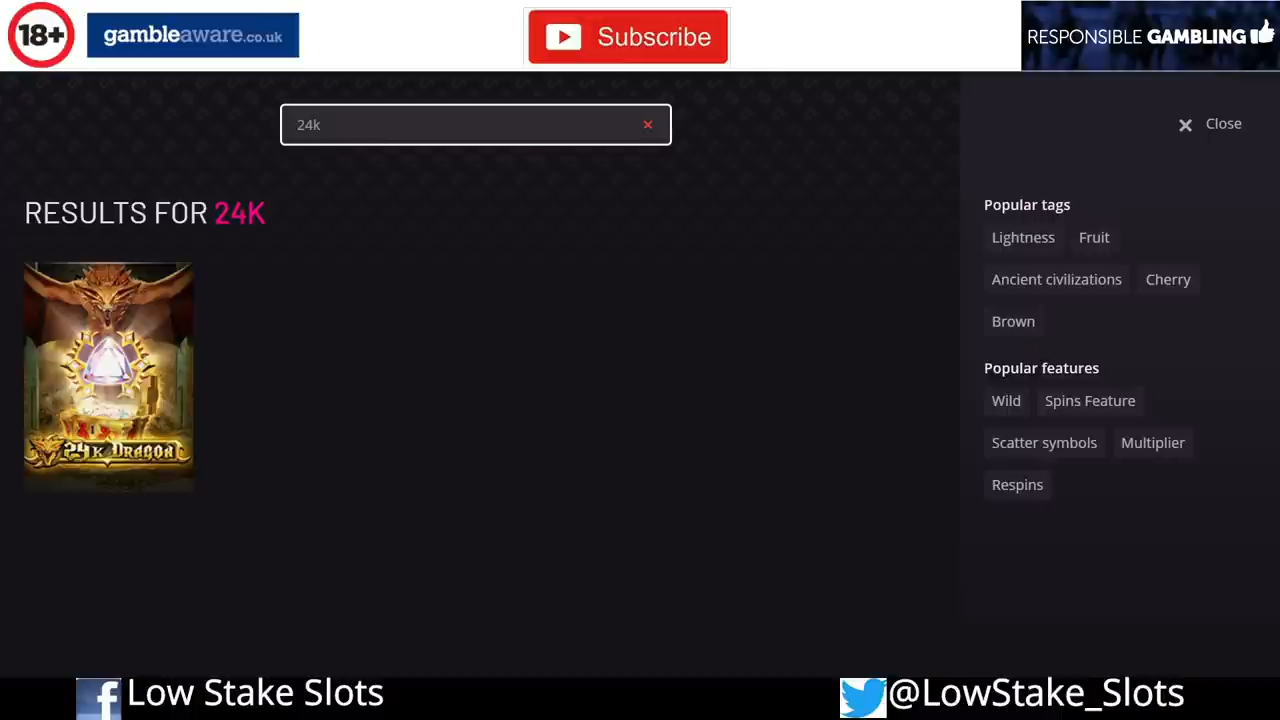 18+
gambleaware.co.uk
Subscribe
RESPONSIBLE GAMBLING
24k
Close
RESULTS FOR 24K
24K DRAGON
Popular tags
Lightness Fruit
Ancient civilizations Cherry
Brown
Popular features
Wild Spins Feature
Scatter symbols Multiplier
Respins
Low Stake Slots
@LowStake_Slots